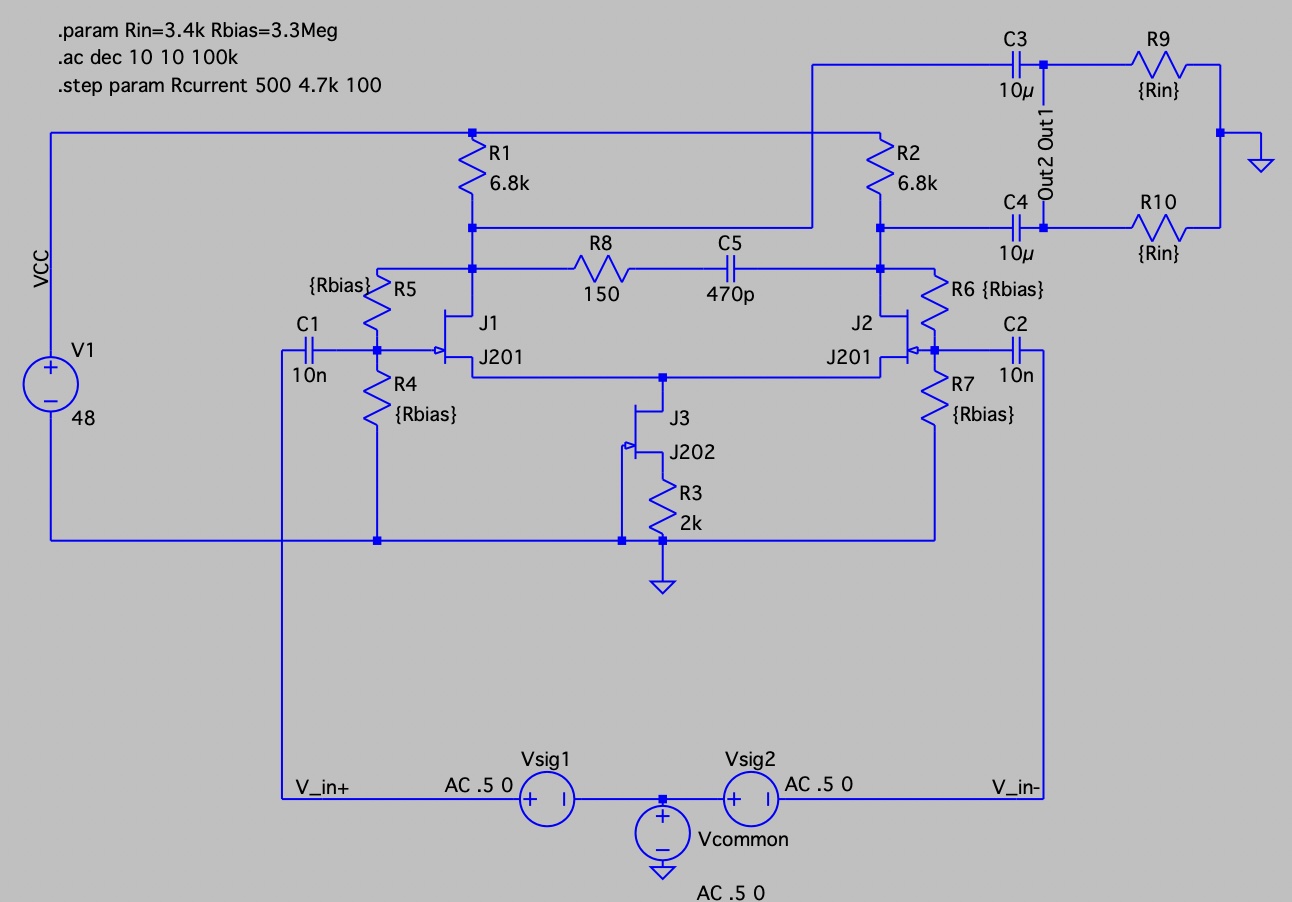 .param Rin=3.4k Rbias=3.3Meg
.ac dec 10 10 100k
.step param Rcurrent 500 4.7k 100
C3
10µ
R9
{Rin}
Out2 Out1
C4
10µ
R10
{Rin}
R1
6.8k
R2
6.8k
VCC
V1
+
−
48
R8
150
C5
470p
{Rbias}
R5
R6 {Rbias}
C1
10n
J1
J201
J2
J201
C2
10n
R4
{Rbias}
R7
{Rbias}
J3
J202
R3
2k
Vsig1
AC .5 0
+
−
Vsig2
AC .5 0
+
−
V_in+
V_in-
+
−
Vcommon
AC .5 0